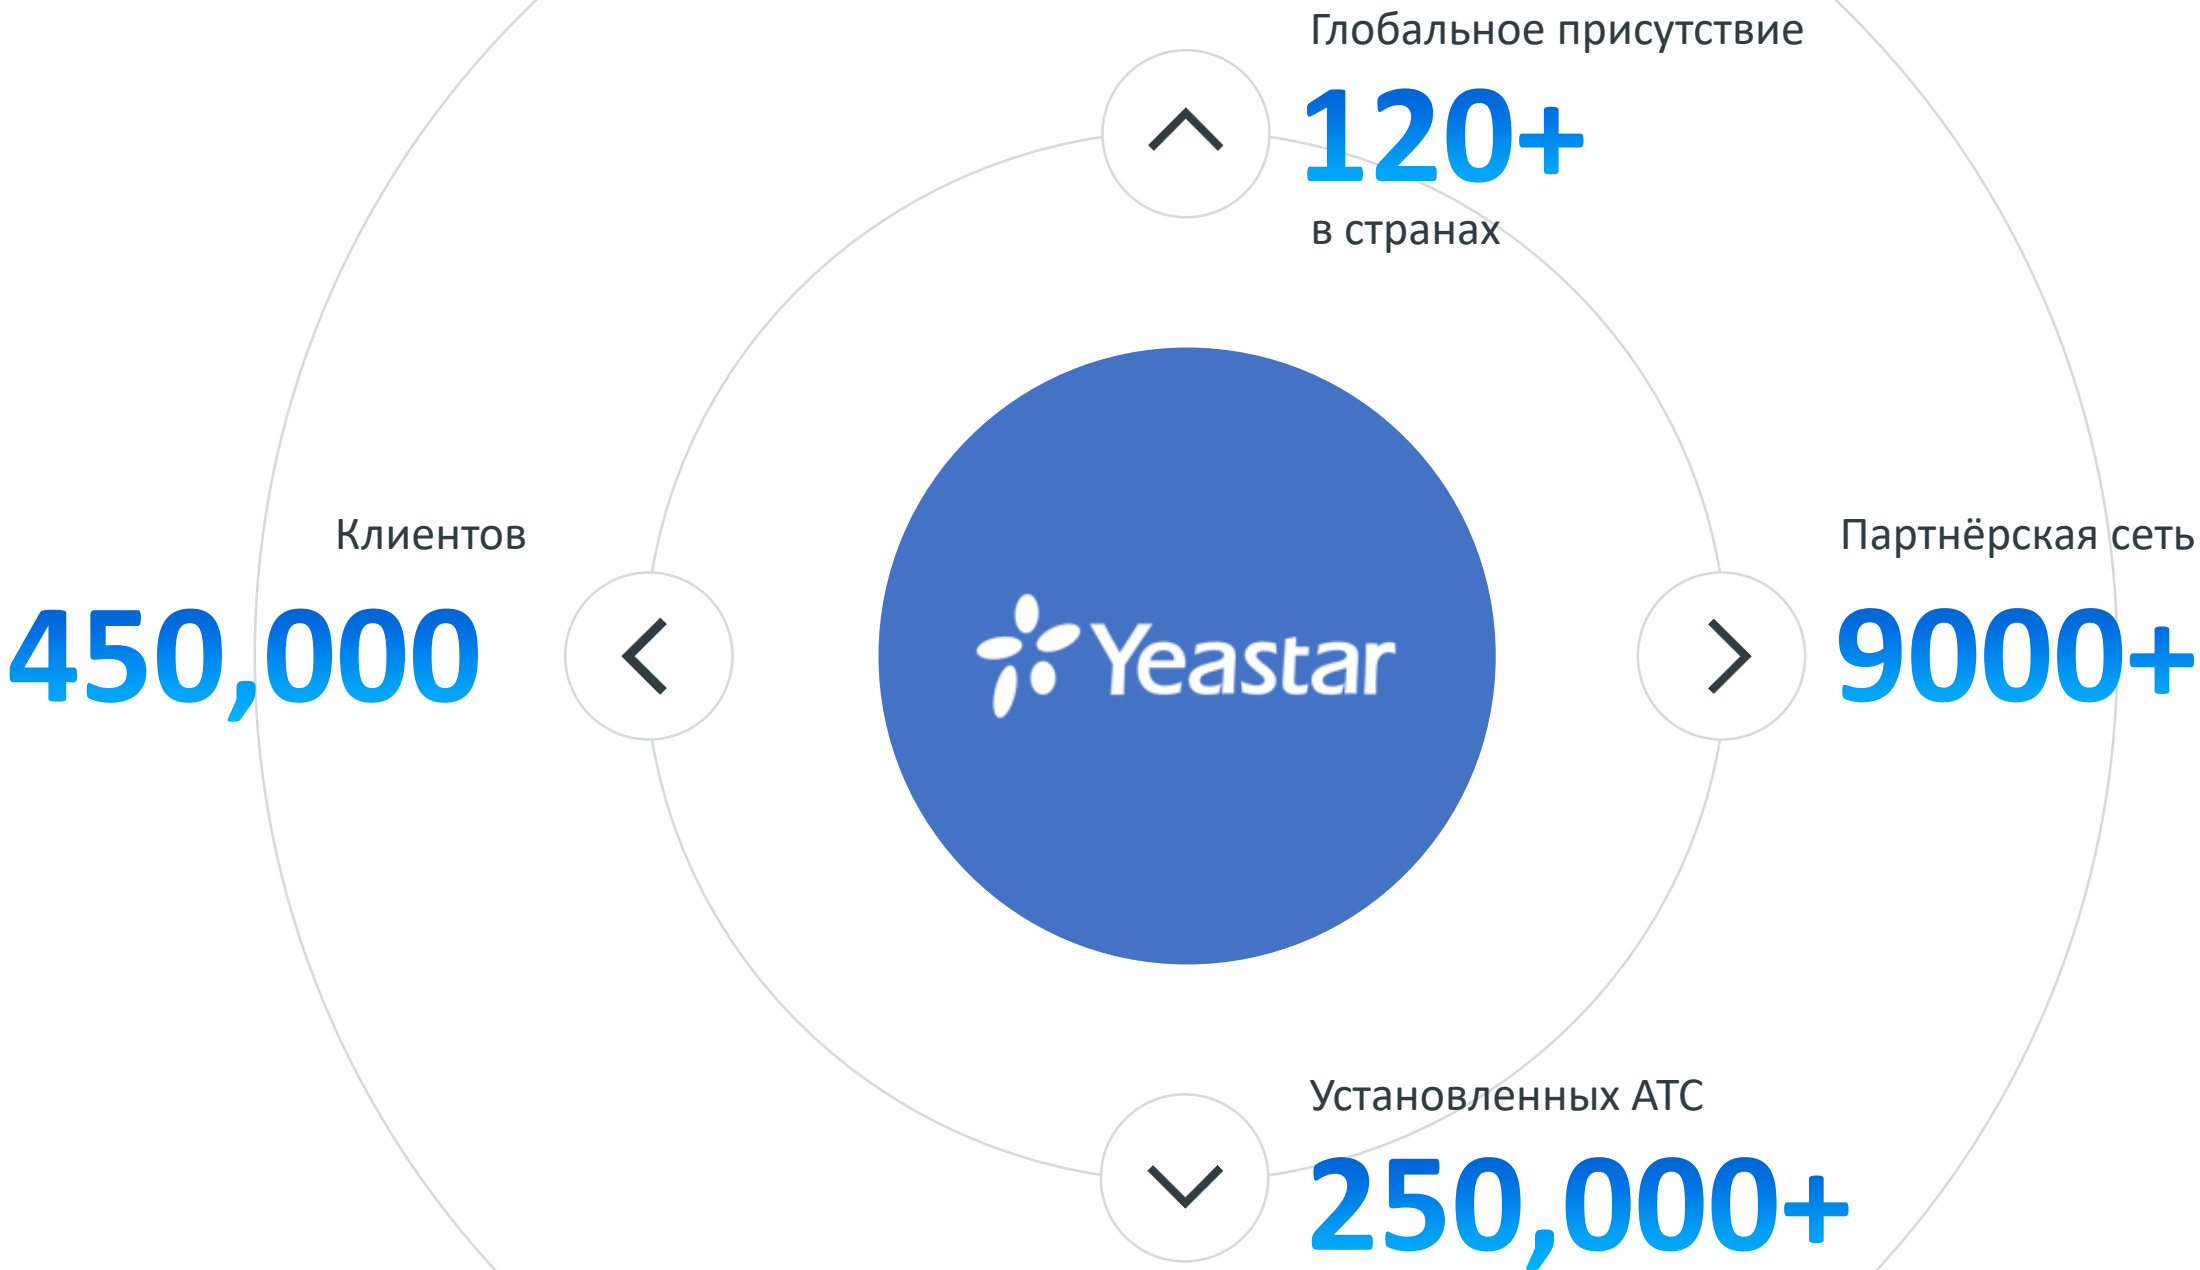 Глобальное присутствие
120+
в странах
Клиентов
450,000
Yeastar
Партнёрская сеть
9000+
Установленных АТС
250,000+